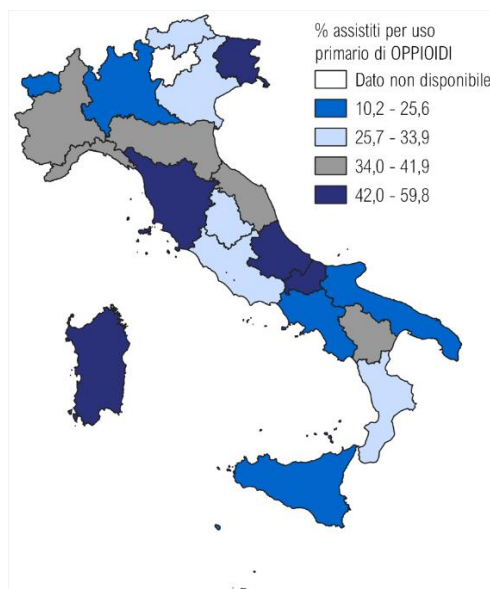 % assistiti per uso
primario di OPPIOIDI
Dato non disponibile
10,2 - 25,6
25,7 - 33,9
34,0 - 41,9
42,0 - 59,8